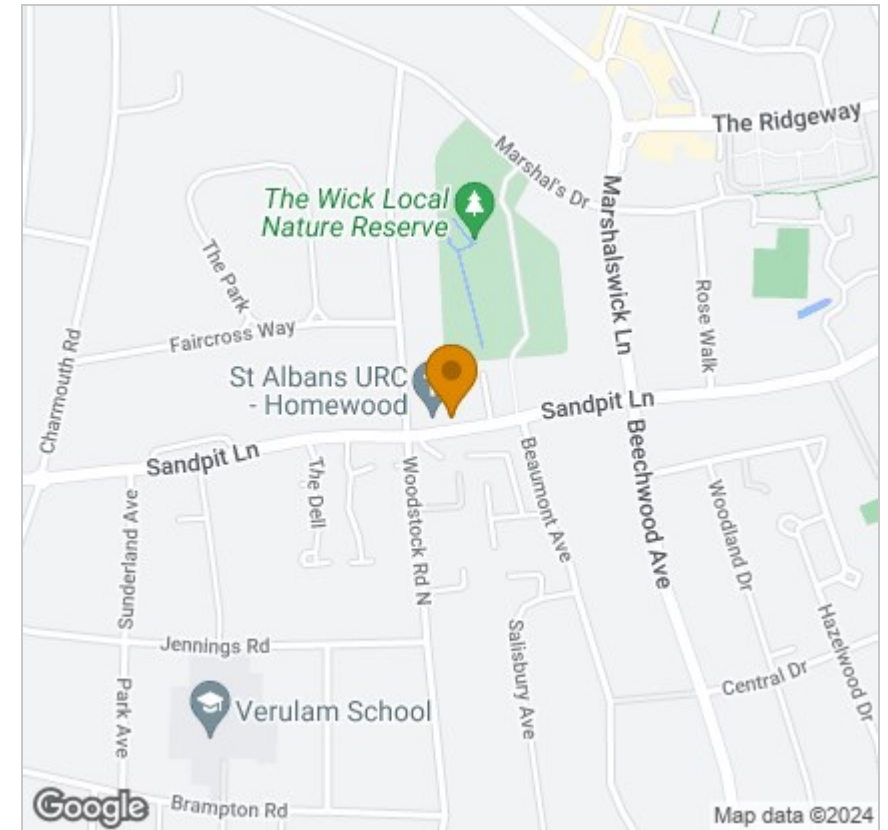 The Ridgeway
Marshal's Dr
The Wick Local
Nature Reserve
Marshalswick Ln
The Park
Rose Walk
Faircross Way
Charmouth Rd
St Albans URC
- Homewood
Sandpit Ln
Sandpit Ln
Beechwood Ave
Beaumont Ave
The Dell
Woodstock Rd N
Woodland Dr
Sunderland Ave
Hazelwood Dr
Jennings Rd
Salisbury Ave
Central Dr
Park Ave
Verulam School
Brampton Rd
Google
Map data ©2024